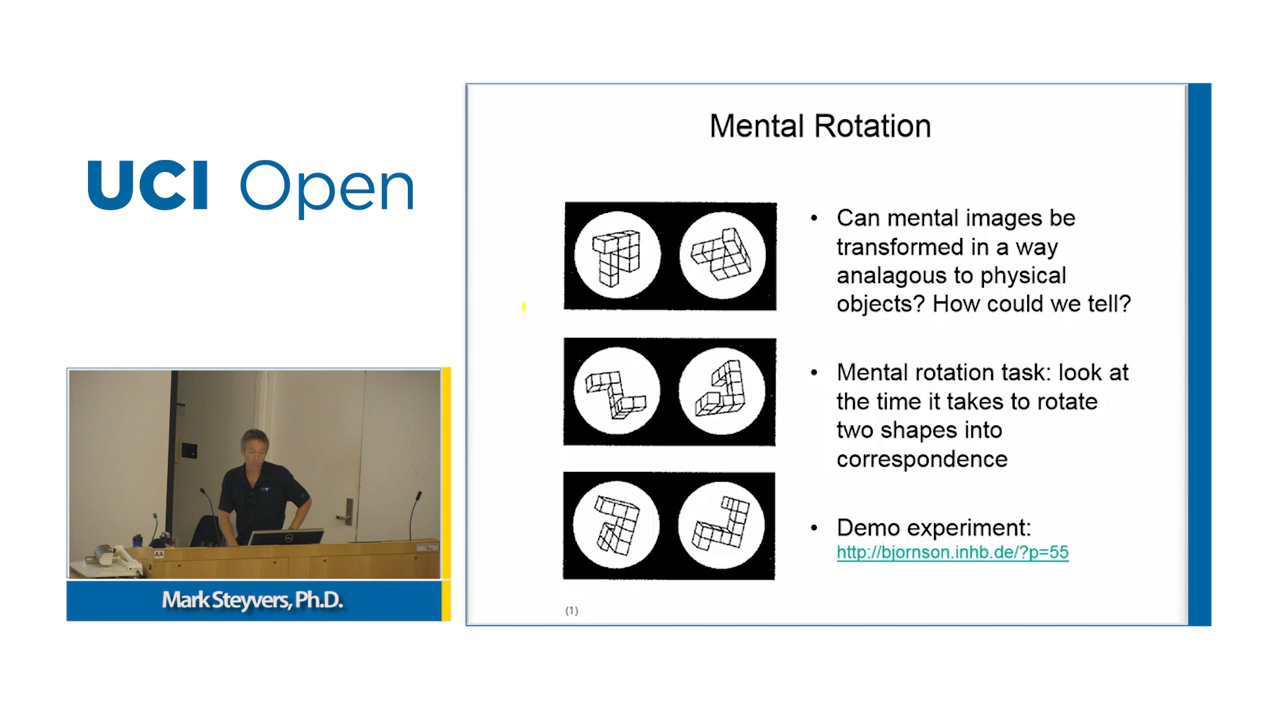 UCI Open
Mental Rotation
• Can mental images be
transformed in a way
analagous to physical
objects? How could we tell?
• Mental rotation task: look at
the time it takes to rotate
two shapes into
correspondence
• Demo experiment:
http://bjornson.inhb.de/?p=55
(1)
AA
Mark Steyvers, Ph.D.